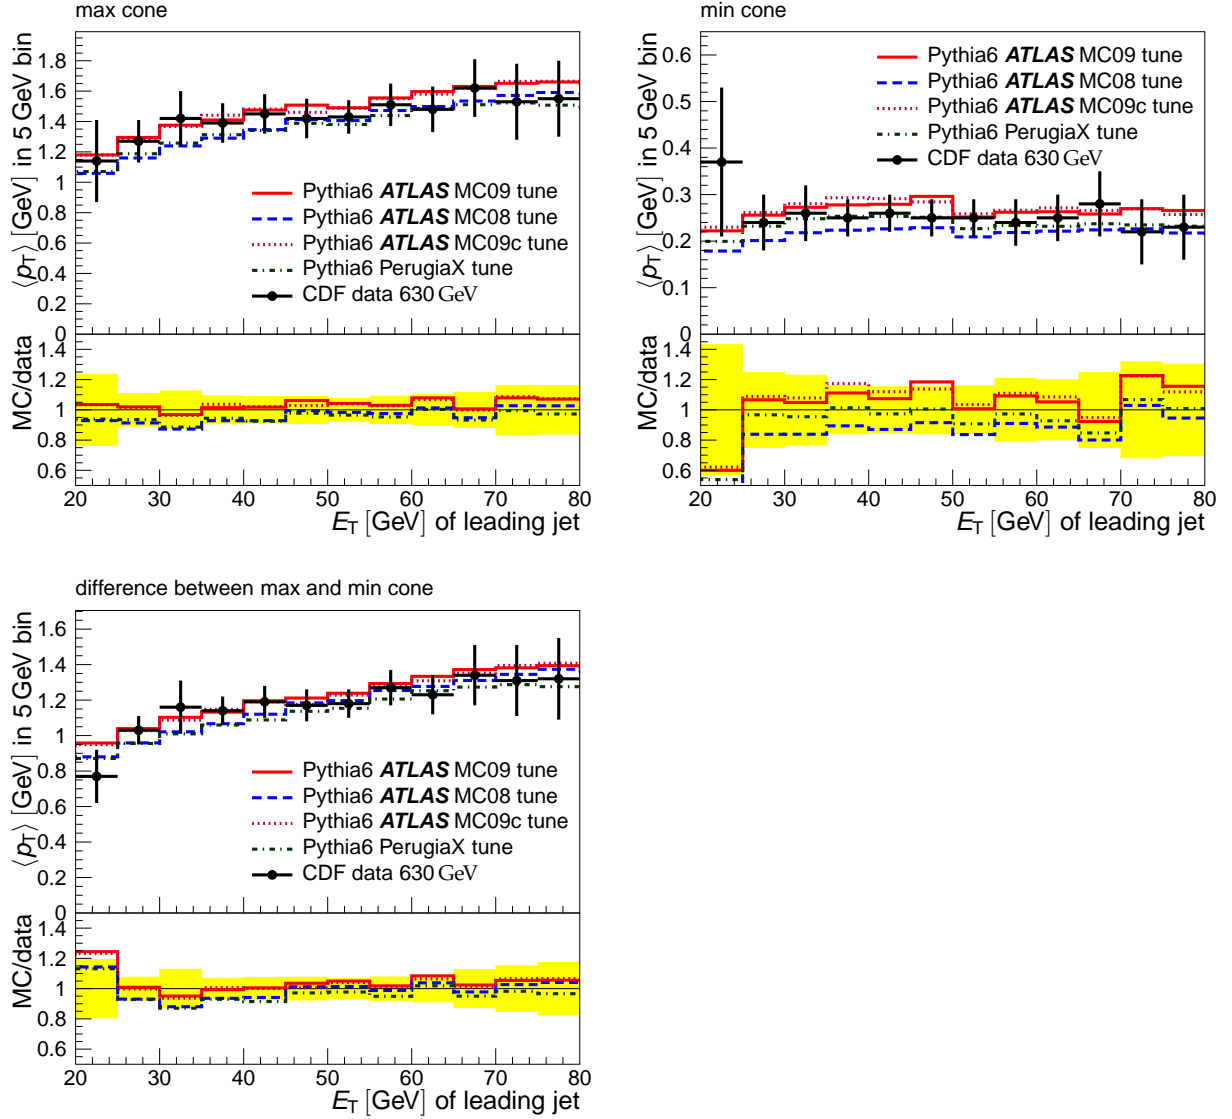 max cone
⟨pT⟩ [GeV] in 5 GeV bin
1.8
1.6
1.4
1.2
1
0.8
0.6
0.4
0.2
0
Pythia6 ATLAS MC09 tune
Pythia6 ATLAS MC08 tune
Pythia6 ATLAS MC09c tune
Pythia6 PerugiaX tune
CDF data 630 GeV
MC/data
1.4
1.2
1
0.8
0.6
20 30 40 50 60 70 80
ET [GeV] of leading jet
min cone
⟨pT⟩ [GeV] in 5 GeV bin
0.6
0.5
0.4
0.3
0.2
0.1
0
Pythia6 ATLAS MC09 tune
Pythia6 ATLAS MC08 tune
Pythia6 ATLAS MC09c tune
Pythia6 PerugiaX tune
CDF data 630 GeV
MC/data
1.4
1.2
1
0.8
0.6
20 30 40 50 60 70 80
ET [GeV] of leading jet
difference between max and min cone
⟨pT⟩ [GeV] in 5 GeV bin
1.6
1.4
1.2
1
0.8
0.6
0.4
0.2
0
Pythia6 ATLAS MC09 tune
Pythia6 ATLAS MC08 tune
Pythia6 ATLAS MC09c tune
Pythia6 PerugiaX tune
CDF data 630 GeV
MC/data
1.4
1.2
1
0.8
0.6
20 30 40 50 60 70 80
ET [GeV] of leading jet